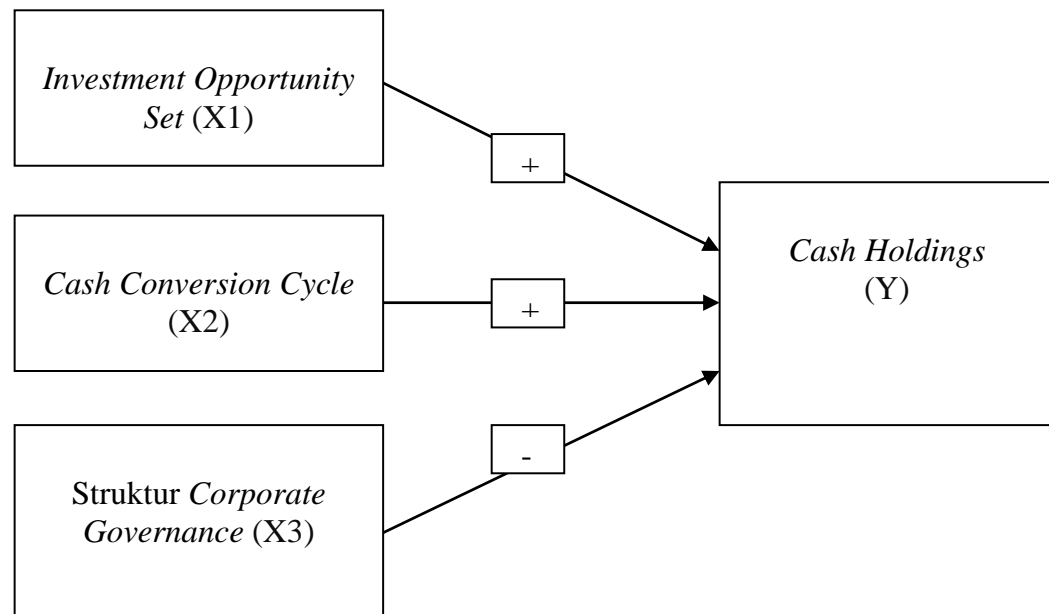 Investment Opportunity
Set (X1)
+
Cash Conversion Cycle
(X2)
+
Struktur Corporate
Governance (X3)
-
Cash Holdings
(Y)